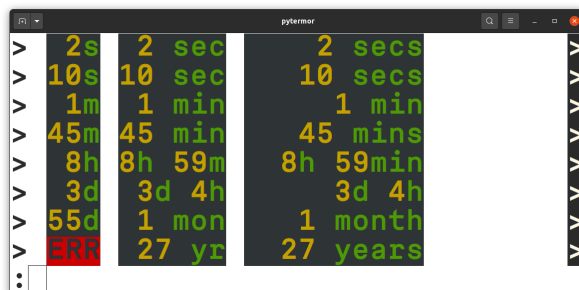 pytermor
> 2s 2 sec 2 secs >
> 10s 10 sec 10 secs >
> 1m 1 min 1 min >
> 45m 45 min 45 mins >
> 8h 8h 59m 8h 59min >
> 3d 3d 4h 3d 4h >
> 55d 1 mon 1 month >
> ERR 27 yr 27 years >
: